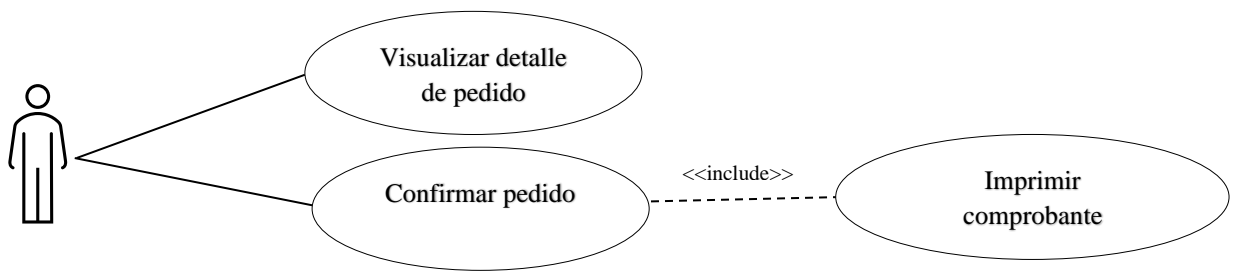 Visualizar detalle
de pedido
Confirmar pedido
<<include>>
Imprimir
comprobante